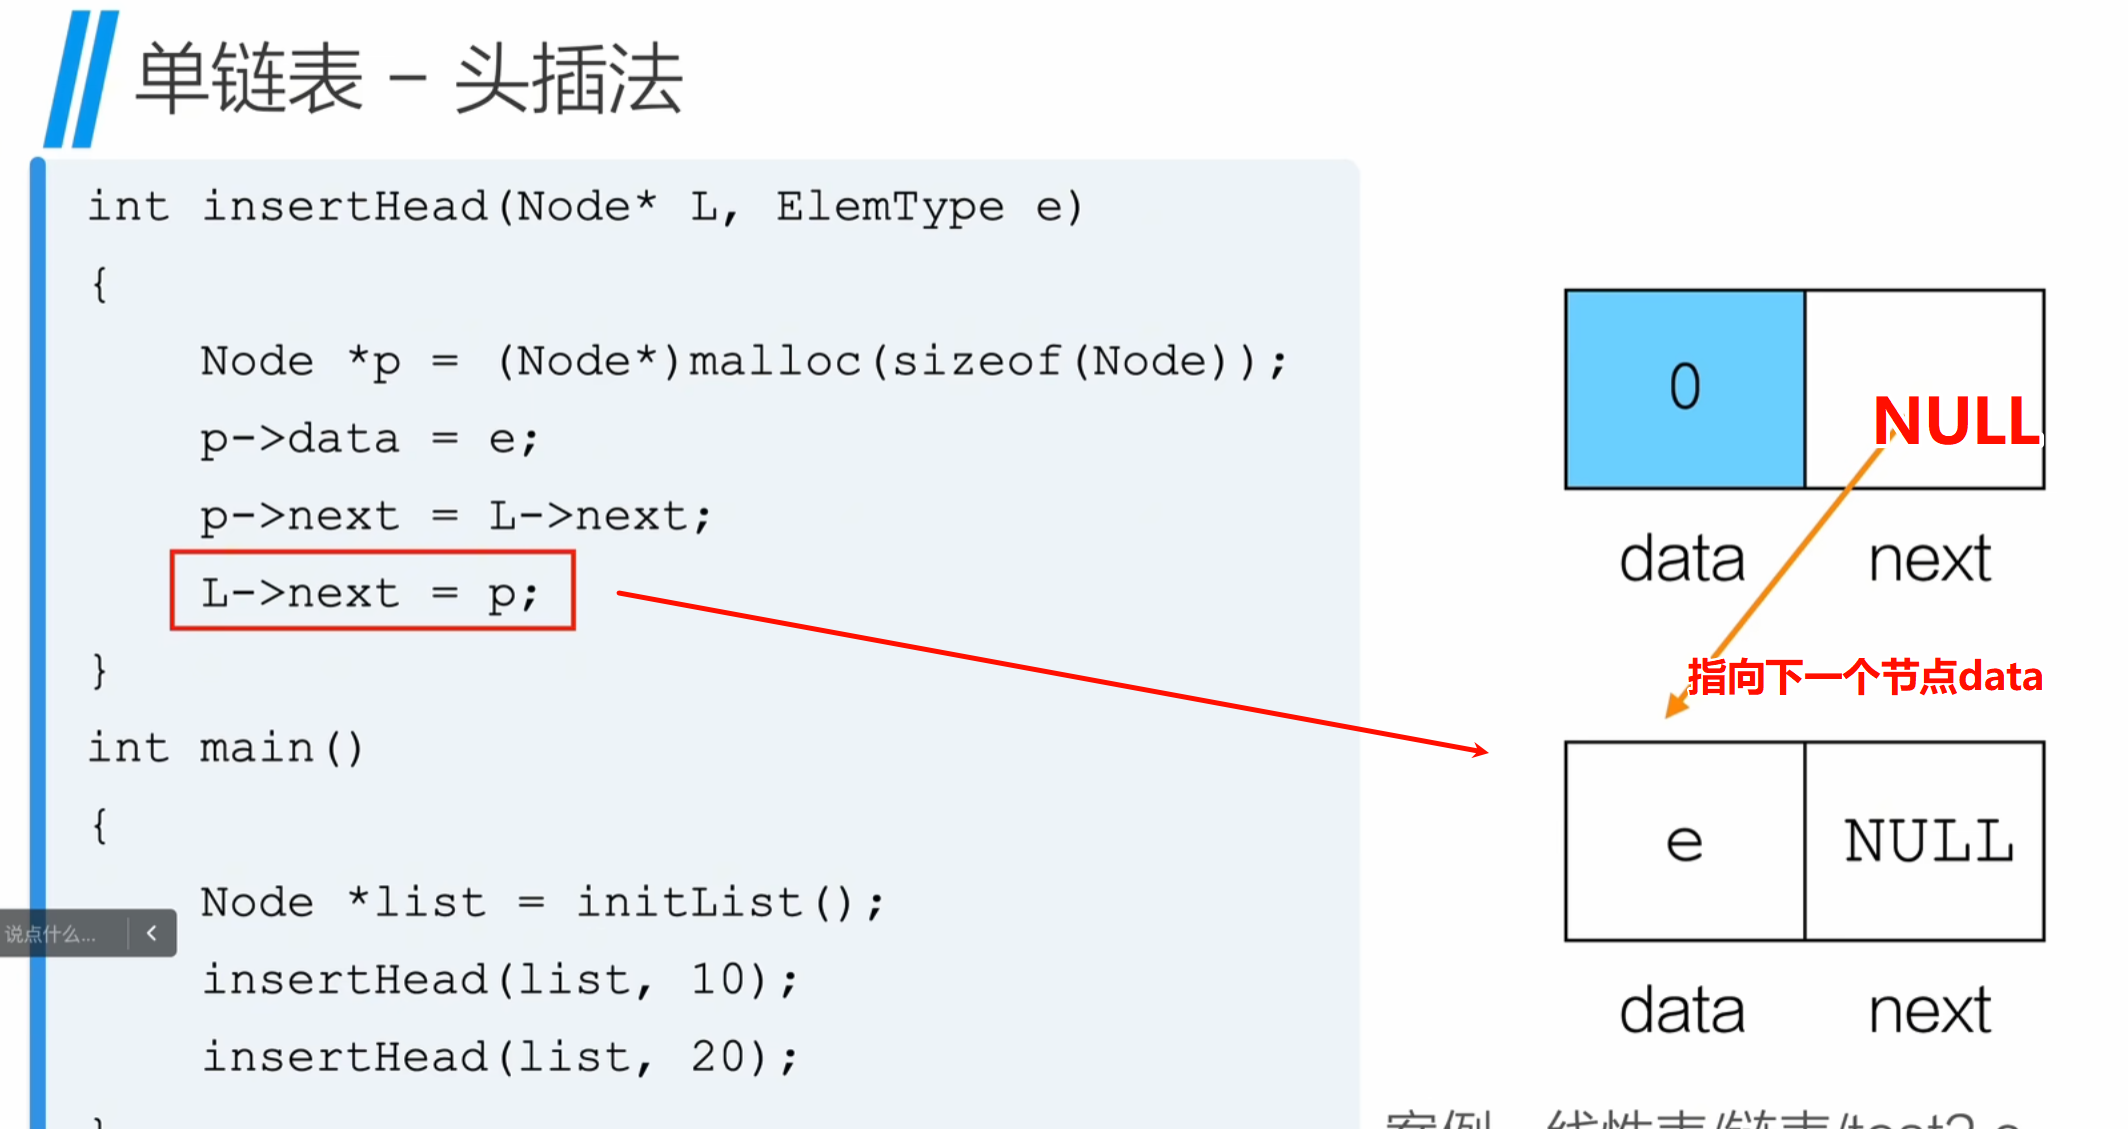 单链表 – 头插法
int insertHead(Node* L, ElemType e)
{
Node *p = (Node*)malloc(sizeof(Node));
p->data = e;
p->next = L->next;
L->next = p;
}
int main()
{
Node *list = initList();
insertHead(list, 10);
insertHead(list, 20);
说点什么...
0
NULL
data next
指向下一个节点data
e NULL
data next